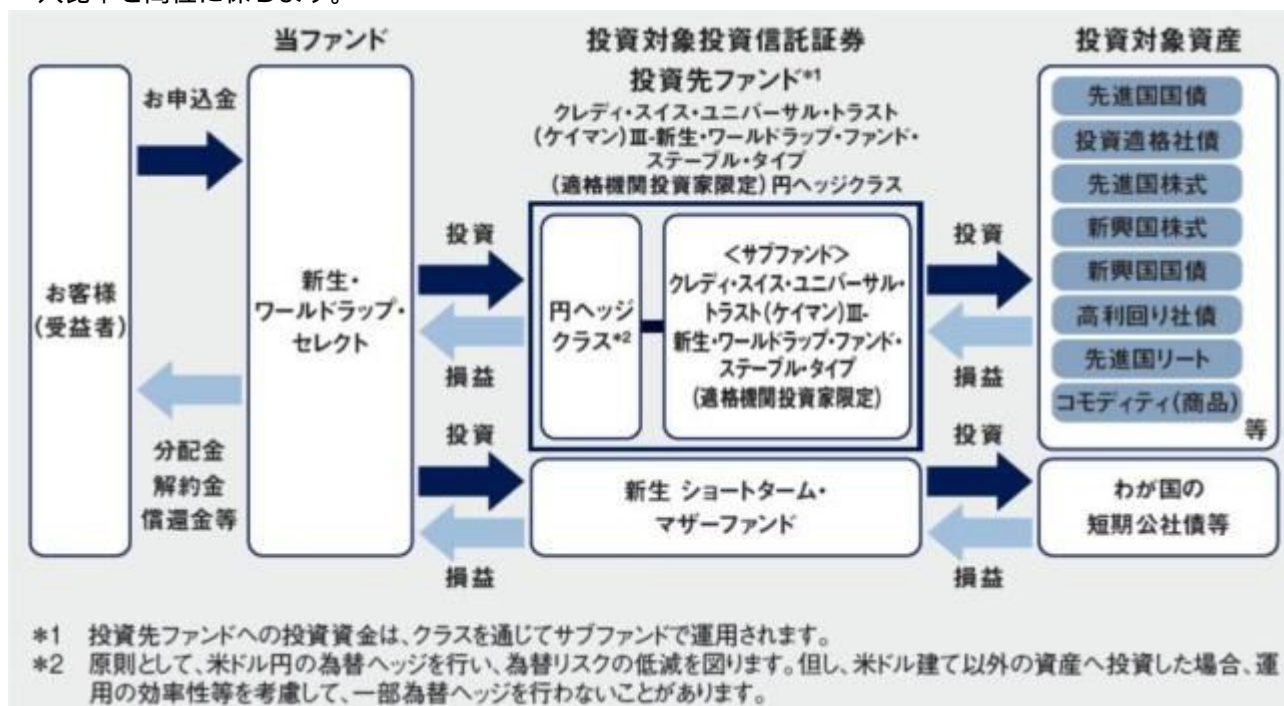 当ファンド
投資対象投資信託証券
投資対象資産
投資先ファンド*1
クレディ・スイス・ユニバーサル・トラスト
(ケイマン)Ⅲ-新生・ワールドラップ・ファンド・
ステーブル・タイプ
(適格機関投資家限定)円ヘッジクラス
お客様
(受益者)
お申込金
分配金
解約金
償還金等
新生・
ワールドラップ・
セレクト
投資
損益
投資
損益
円ヘッジ
クラス*2
<サブファンド>
クレディ・スイス・ユニバーサル・
トラスト(ケイマン)Ⅲ-
新生・ワールドラップ・ファンド・
ステーブル・タイプ
(適格機関投資家限定)
新生 ショートターム・
マザーファンド
投資
損益
投資
損益
先進国国債
投資適格社債
先進国株式
新興国株式
新興国国債
高利回り社債
先進国リート
コモディティ(商品)
等
わが国の
短期公社債等
*1 投資先ファンドへの投資資金は、クラスを通じてサブファンドで運用されます。
*2 原則として、米ドル円の為替ヘッジを行い、為替リスクの低減を図ります。但し、米ドル建て以外の資産へ投資した場合、運
用の効率性等を考慮して、一部為替ヘッジを行わないことがあります。